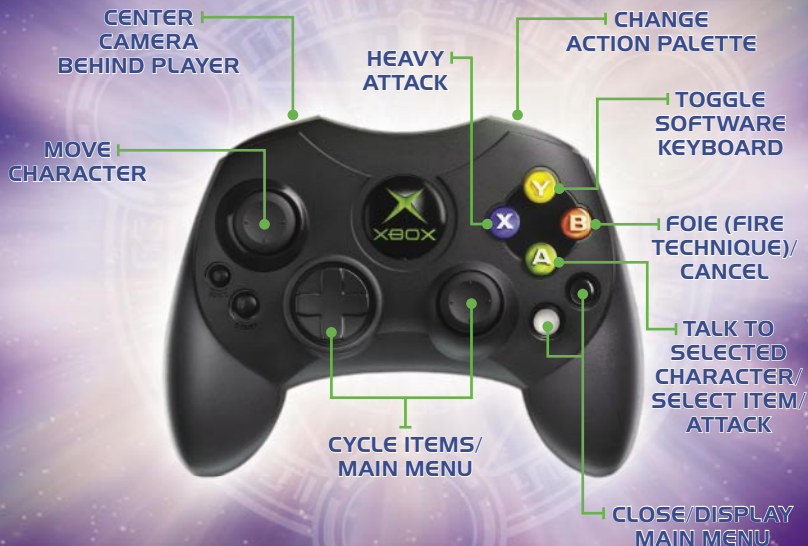 CENTER
CAMERA
BEHIND PLAYER
CHANGE
ACTION PALETTE
HEAVY
ATTACK
TOGGLE
SOFTWARE
KEYBOARD
MOVE
CHARACTER
Y
X
B
A
XBOX
FOIE (FIRE
TECHNIQUE)/
CANCEL
TALK TO
SELECTED
CHARACTER/
SELECT ITEM/
ATTACK
CYCLE ITEMS/
MAIN MENU
CLOSE/DISPLAY
MAIN MENU